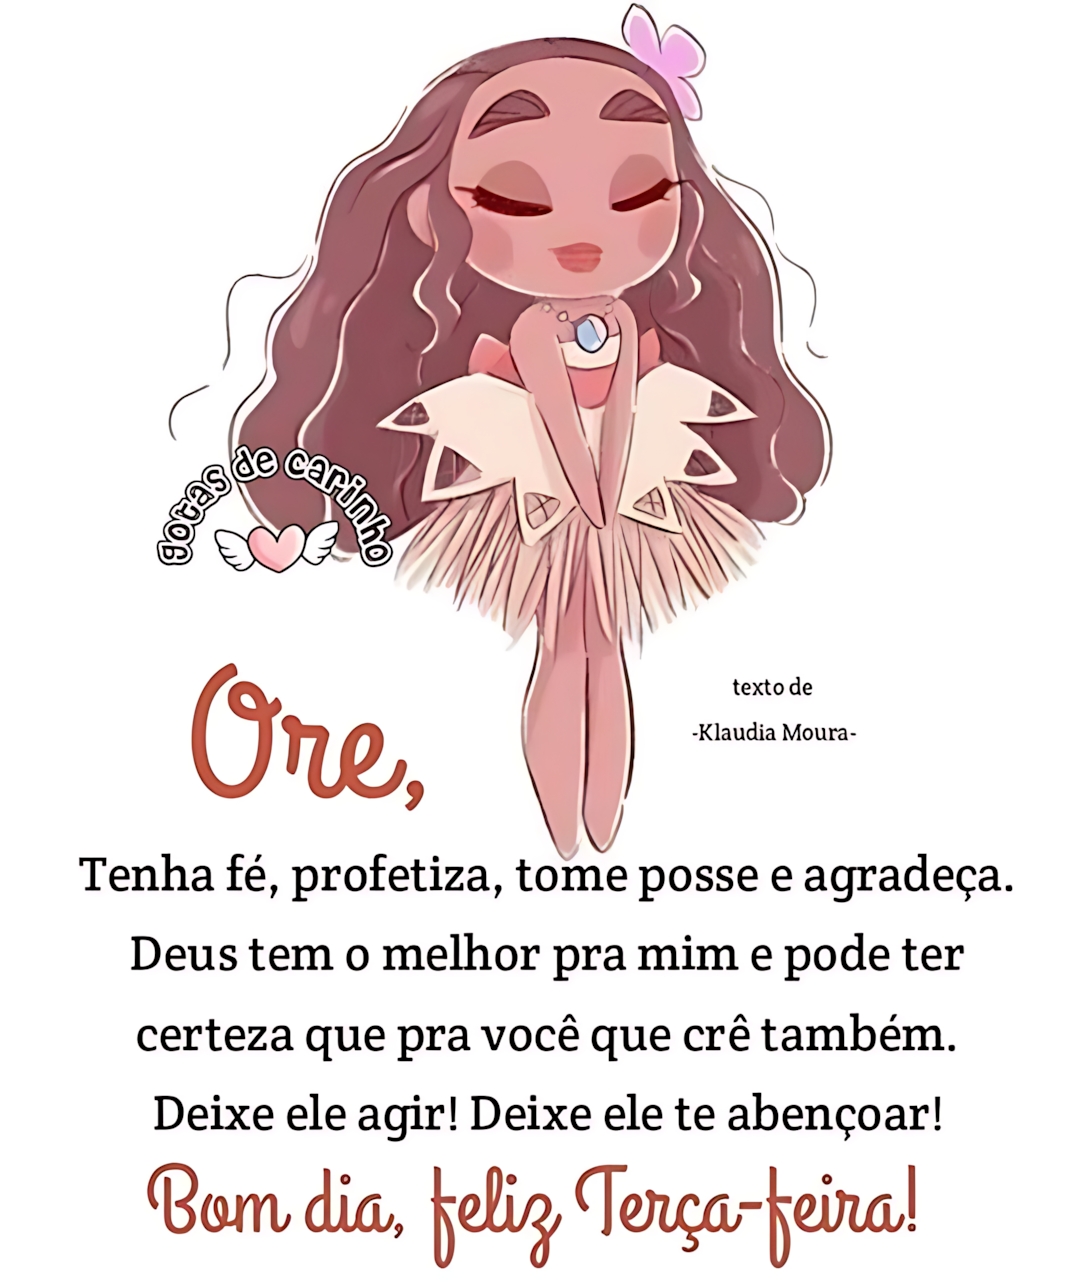 gotas de carinho
Ore,
texto de
-Klaudia Moura-
Tenha fé, profetiza, tome posse e agradeça.
Deus tem o melhor pra mim e pode ter
certeza que pra você que crê também.
Deixe ele agir! Deixe ele te abençoar!
Bom dia, feliz Terça-feira!